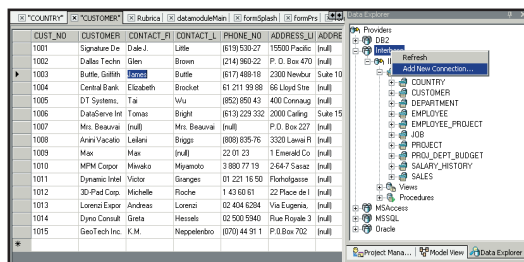 "COUNTRY" "CUSTOMER" Rubrica datamoduleMain formSplash formPrs
CUST_NO CUSTOMER CONTACT_FI CONTACT_L PHONE_NO ADDRESS_LI ADDRE
1001 Signature De Dale J. Little (619) 530-27 15500 Pacific (null)
1002 Dallas Techn Glen Brown (214) 960-22 P. O. Box 470 (null)
1003 Buttle, Griffith James Buttle (617) 488-18 2300 Newbur Suite 10
1004 Central Bank Elizabeth Brocket 61 211 99 88 66 Lloyd Stre (null)
1005 DT Systems, Tai Wu (852) 850 43 400 Connaug (null)
1006 DataServe Int Tomas Bright (613) 229 332 2000 Carling Suite 15
1007 Mrs. Beauvai (null) Mrs. Beauvai (null) P.O. Box 227 (null)
1008 Anini Vacatio Leilani Briggs (808) 835-76 3320 Lawai R (null)
1009 Max Max (null) 22 01 23 1 Emerald Co (null)
1010 MPM Corpor Miwako Miyamoto 3 880 77 19 2-64-7 Sasaz (null)
1011 Dynamic Intel Victor Granges 01 221 16 50 Florhofgasse (null)
1012 3D-Pad Corp. Michelle Roche 1 43 60 61 22 Place de l (null)
1013 Lorenzi Expor Andreas Lorenzi 02 404 6284 Via Eugenia, (null)
1014 Dyno Consult Greta Hessels 02 500 5940 Rue Royale 3 (null)
1015 GeoTech Inc. K.M. Neppelenbro (070) 44 91 1 P.0.Box 702 (null)
Data Explorer
Providers
DB2
Interbase
Refresh
Add New Connection...
COUNTRY
CUSTOMER
DEPARTMENT
EMPLOYEE
EMPLOYEE_PROJECT
JOB
PROJECT
PROJ_DEPT_BUDGET
SALARY_HISTORY
SALES
Views
Procedures
MSAccess
MSSQL
Oracle
Project Mana... Model View Data Explorer